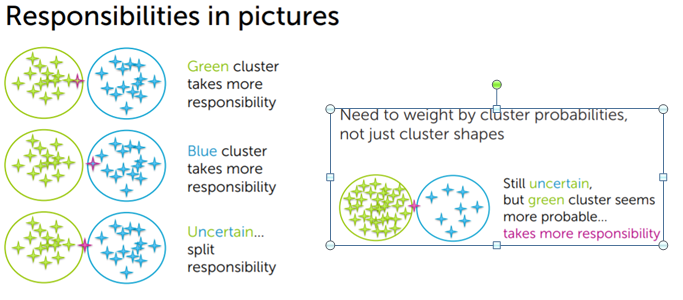 Responsibilities in pictures
Green cluster
takes more
responsibility
Blue cluster
takes more
responsibility
Uncertain...
split
responsibility
Need to weight by cluster probabilities,
not just cluster shapes
Still uncertain,
but green cluster seems
more probable...
takes more responsibility